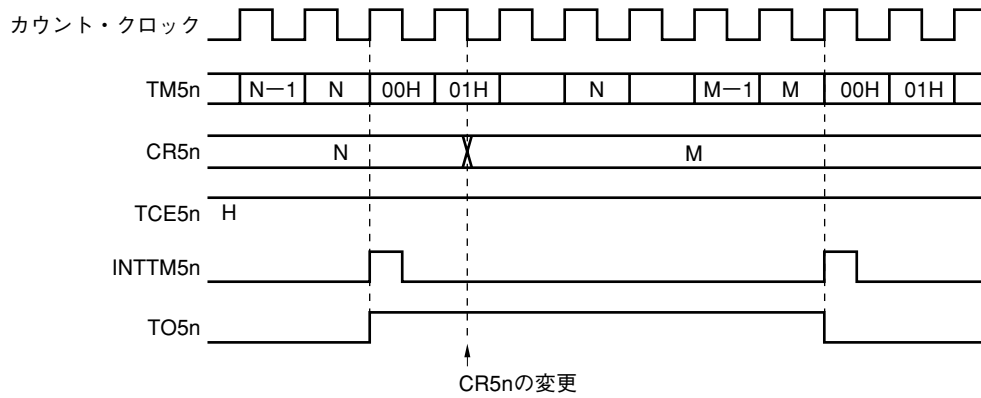 カウント・クロック
TM5n N－1 N 00H 01H N M－1 M 00H 01H
CR5n N M
TCE5n H
INTTM5n
TO5n
CR5nの変更